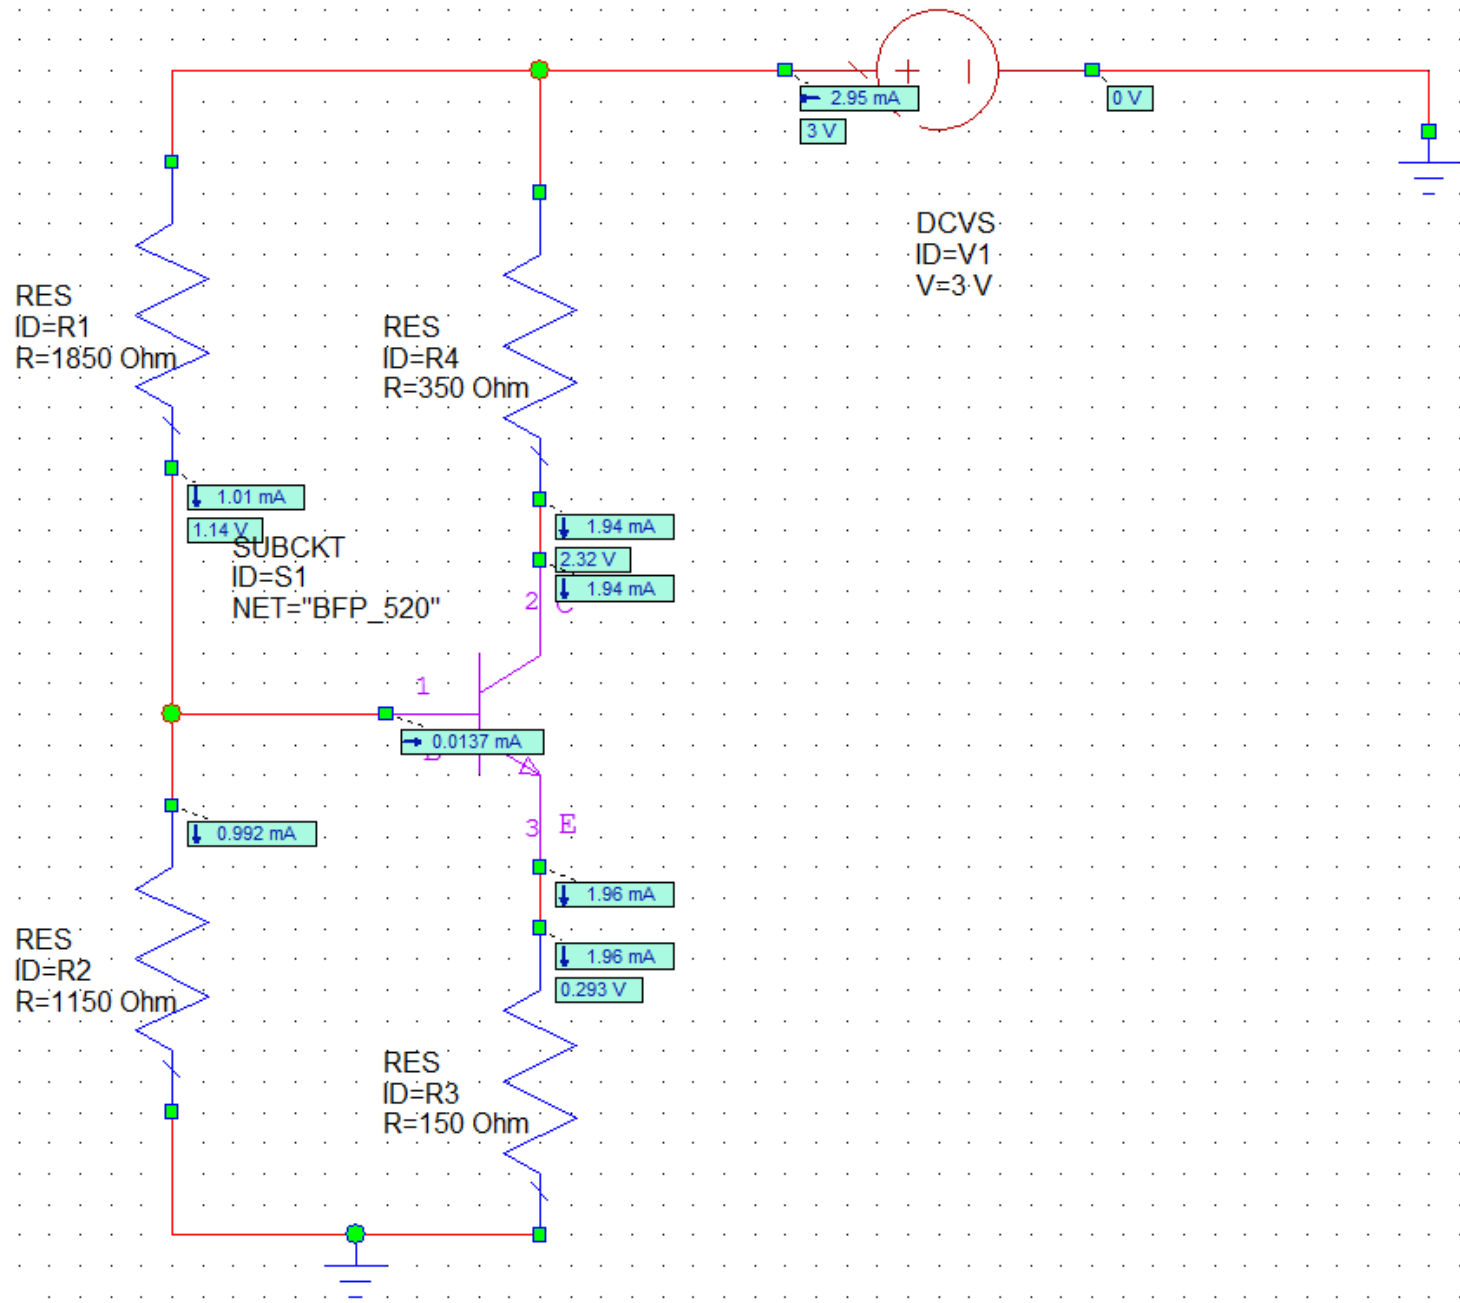 2.95 mA
0 V
3 V
DCVS
ID=V1
V=3 V
RES
ID=R1
R=1850 Ohm
RES
ID=R4
R=350 Ohm
1.01 mA
1.14 V
1.94 mA
2.32 V
1.94 mA
SUBCKT
ID=S1
NET="BFP_520"
2
C
1
0.0137 mA
3 E
0.992 mA
1.96 mA
1.96 mA
0.293 V
RES
ID=R2
R=1150 Ohm
RES
ID=R3
R=150 Ohm